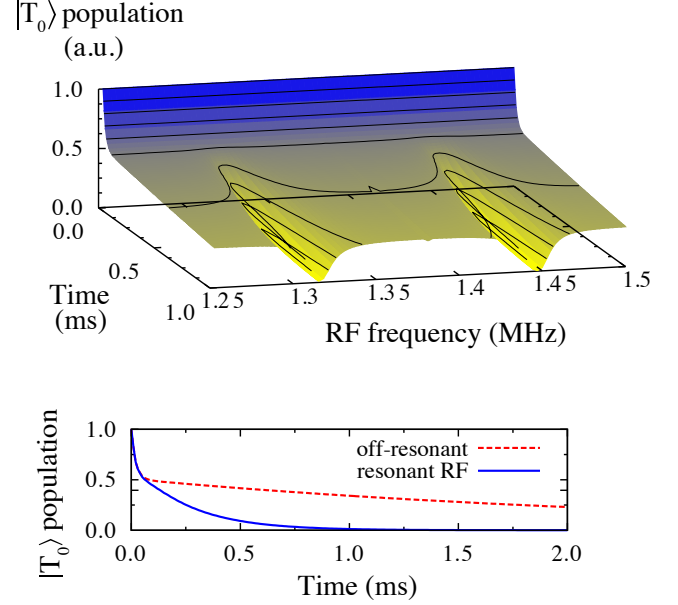 |T₀⟩ population
(a.u.)
1.0
0.5
0.0
0.0
0.5
1.0
Time
(ms)
1.25
1.3
1.35
1.4
1.45
1.5
RF frequency (MHz)
|T₀⟩ population
1.0
0.5
0.0
off-resonant
resonant RF
0.0
0.5
1.0
1.5
2.0
Time (ms)